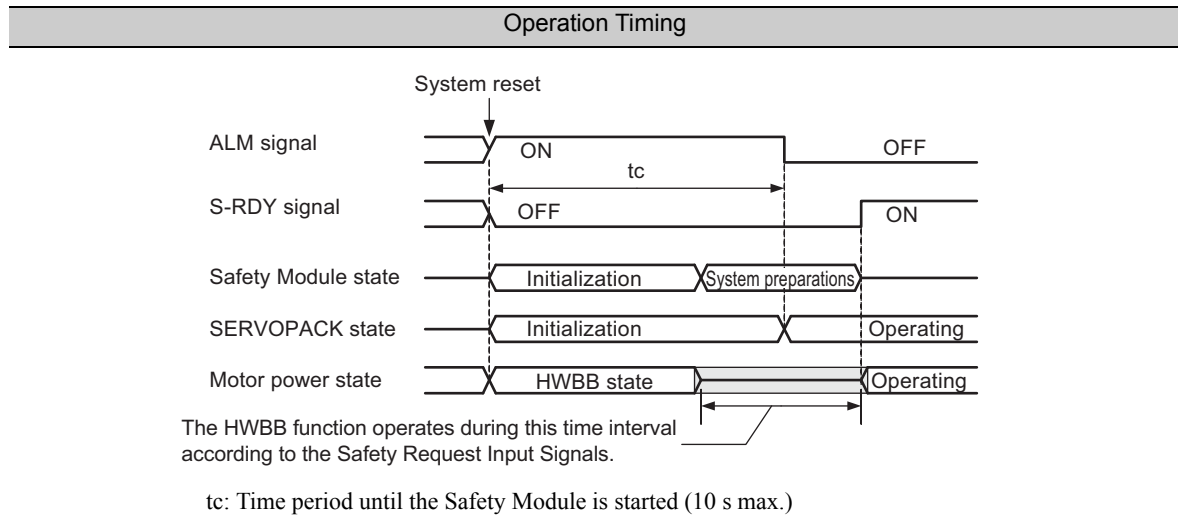 Operation Timing
System reset
ALM signal
ON
OFF
tc
S-RDY signal
OFF
ON
Safety Module state
Initialization
System preparations
SERVOPACK state
Initialization
Operating
Motor power state
HWBB state
Operating
The HWBB function operates during this time interval
according to the Safety Request Input Signals.
tc: Time period until the Safety Module is started (10 s max.)